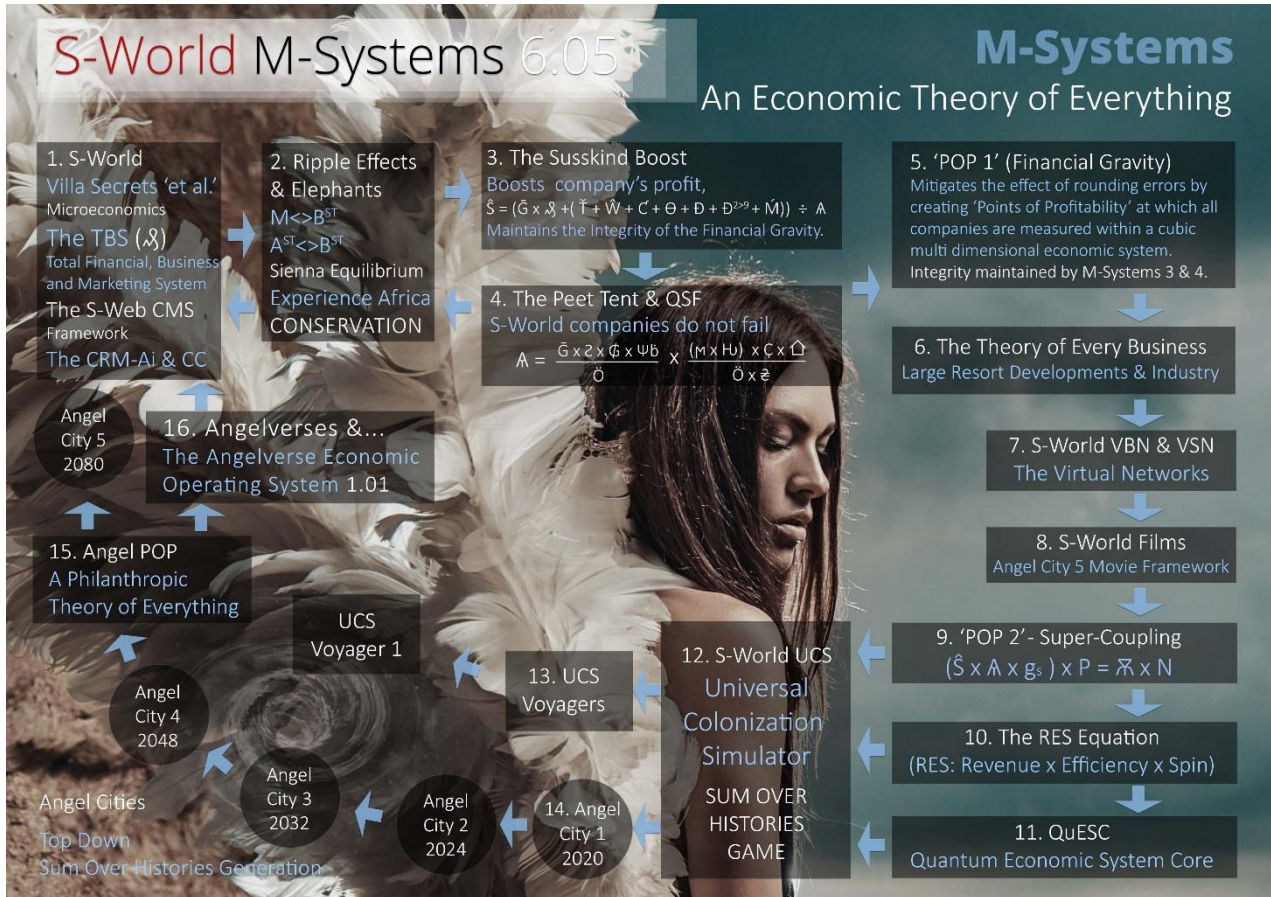 S-World M-Systems 6.05
M-Systems
An Economic Theory of Everything
1. S-World
Villa Secrets ‘et al.’
Microeconomics
The TBS
Total Financial, Business
and Marketing System
The S-Web CMS
Framework
The CRM-Ai & CC
2. Ripple Effects
& Elephants
M<>Bˢᵀ
Aˢᵀ<>Bˢᵀ
Sienna Equilibrium
Experience Africa
CONSERVATION
3. The Susskind Boost
Boosts company’s profit,
Maintains the Integrity of the Financial Gravity.
4. The Peet Tent & QSF
S-World companies do not fail
5. ‘POP 1’ (Financial Gravity)
Mitigates the effect of rounding errors by
creating ‘Points of Profitability’ at which all
companies are measured within a cubic
multi dimensional economic system.
Integrity maintained by M-Systems 3 & 4.
6. The Theory of Every Business
Large Resort Developments & Industry
7. S-World VBN & VSN
The Virtual Networks
8. S-World Films
Angel City 5 Movie Framework
9. ‘POP 2’- Super-Coupling
10. The RES Equation
(RES: Revenue x Efficiency x Spin)
11. QuESC
Quantum Economic System Core
12. S-World UCS
Universal
Colonization
Simulator
SUM OVER
HISTORIES
GAME
13. UCS
Voyagers
UCS
Voyager 1
14. Angel
City 1
2020
Angel
City 2
2024
Angel
City 3
2032
Angel
City 4
2048
Angel Cities
Top Down
Sum Over Histories Generation
15. Angel POP
A Philanthropic
Theory of Everything
16. Angelverses &...
The Angelverse Economic
Operating System 1.01
Angel
City 5
2080